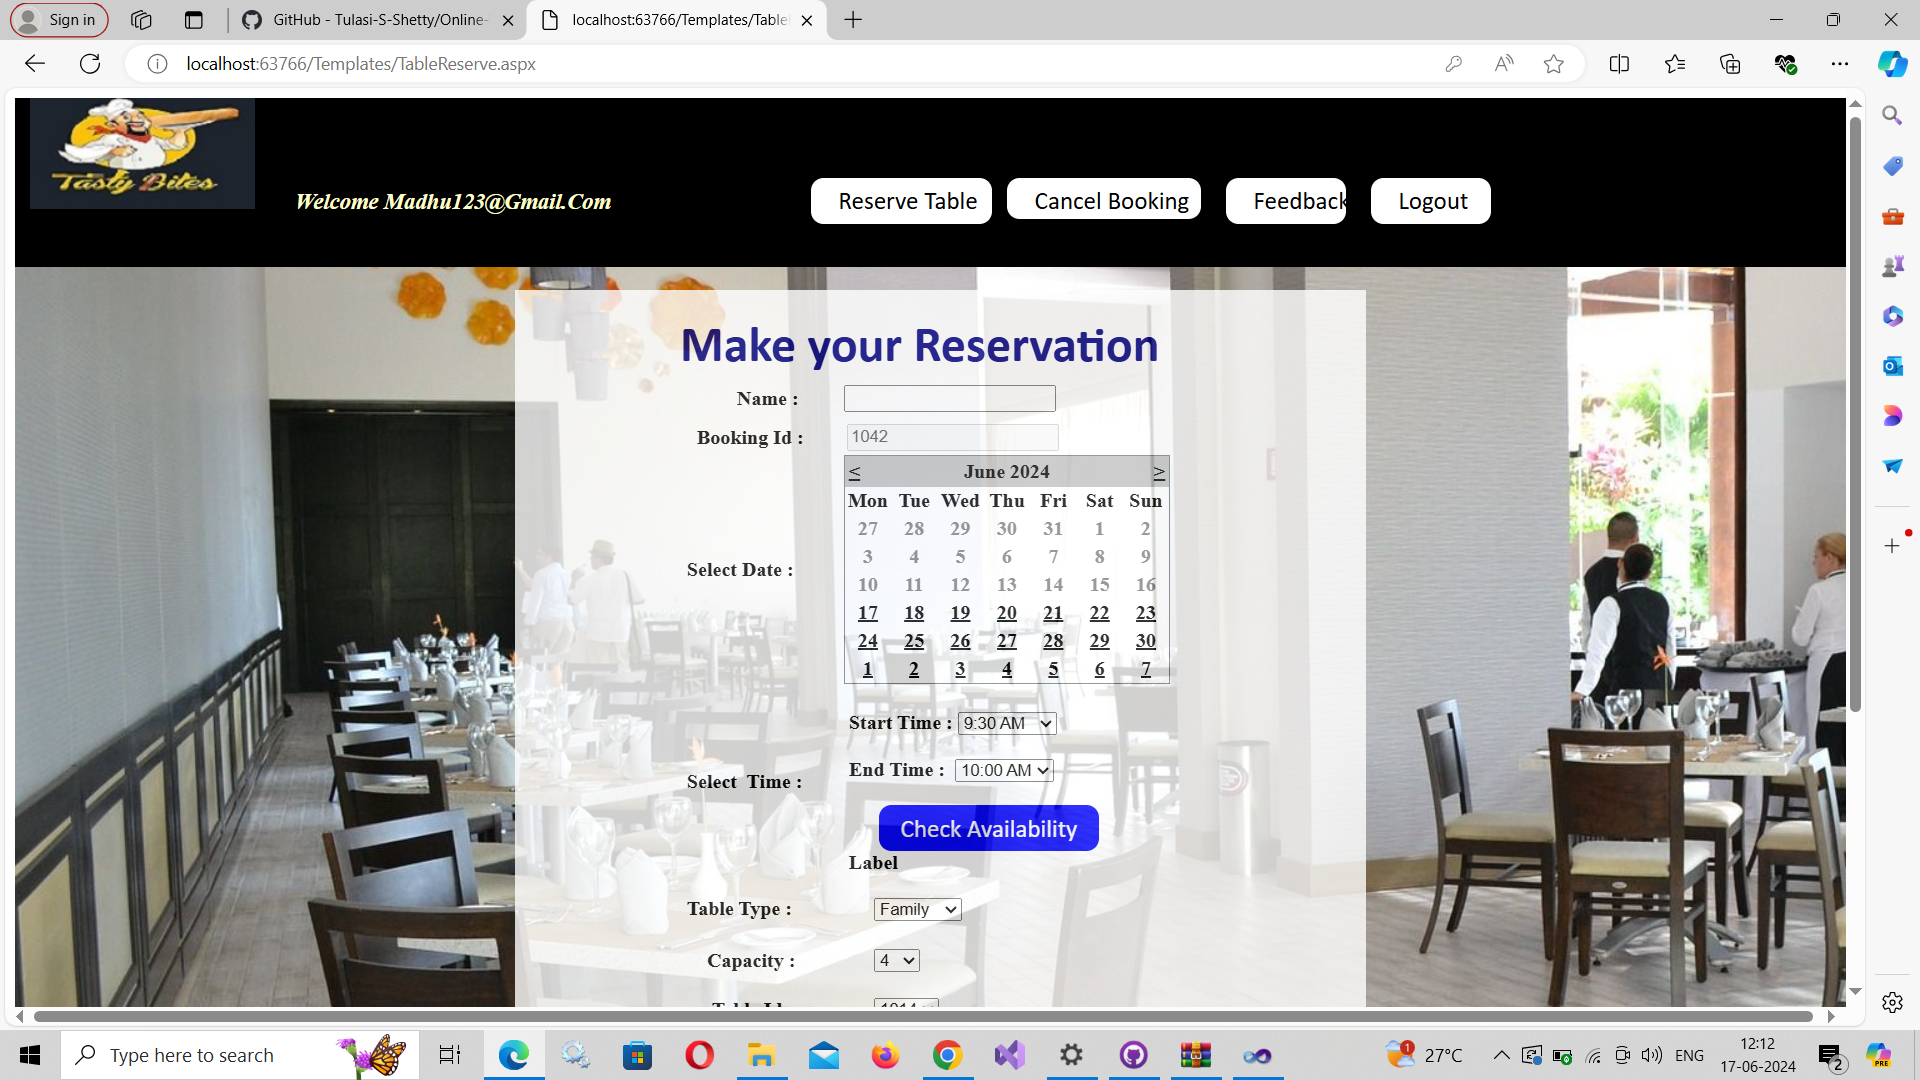 Sign in
GitHub - Tulasi-S-Shetty/Online-
localhost:63766/Templates/Table
localhost:63766/Templates/TableReserve.aspx
Tasty Bites
Welcome Madhu123@Gmail.Com
Reserve Table
Cancel Booking
Feedback
Logout
Make your Reservation
Name :
Booking Id :
1042
< June 2024 >
Mon Tue Wed Thu Fri Sat Sun
27 28 29 30 31 1 2
3 4 5 6 7 8 9
10 11 12 13 14 15 16
17 18 19 20 21 22 23
24 25 26 27 28 29 30
1 2 3 4 5 6 7
Select Date :
Start Time : 9:30 AM
End Time : 10:00 AM
Select Time :
Check Availability
Label
Table Type :
Family
Capacity :
4
Type here to search
1
27°C
ENG
12:12
17-06-2024
2
PRE